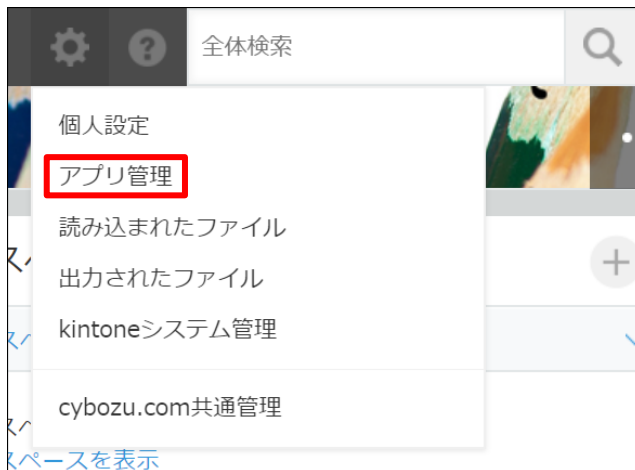 全体検索
個人設定
アプリ管理
読み込まれたファイル
出力されたファイル
kintoneシステム管理
cybozu.com共通管理
スペースを表示